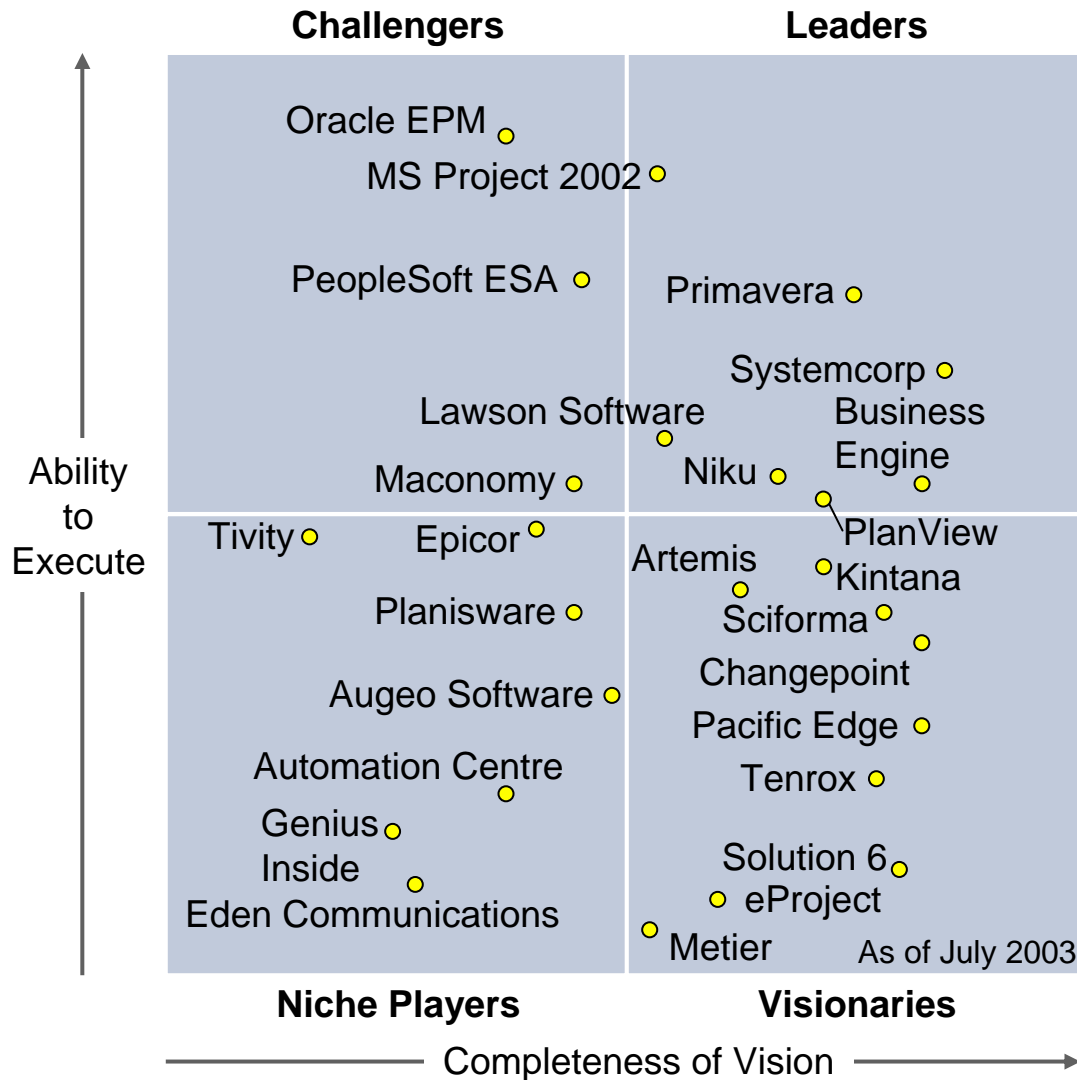 Challengers
Leaders
Oracle EPM
MS Project 2002
PeopleSoft ESA
Primavera
Systemcorp
Lawson Software
Business
Engine
Niku
Maconomy
Ability
to
Execute
Tivity
Epicor
PlanView
Artemis
Kintana
Planisware
Sciforma
Changepoint
Augeo Software
Pacific Edge
Automation Centre
Tenrox
Genius
Inside
Solution 6
Eden Communications
eProject
Metier
As of July 2003
Niche Players
Visionaries
Completeness of Vision